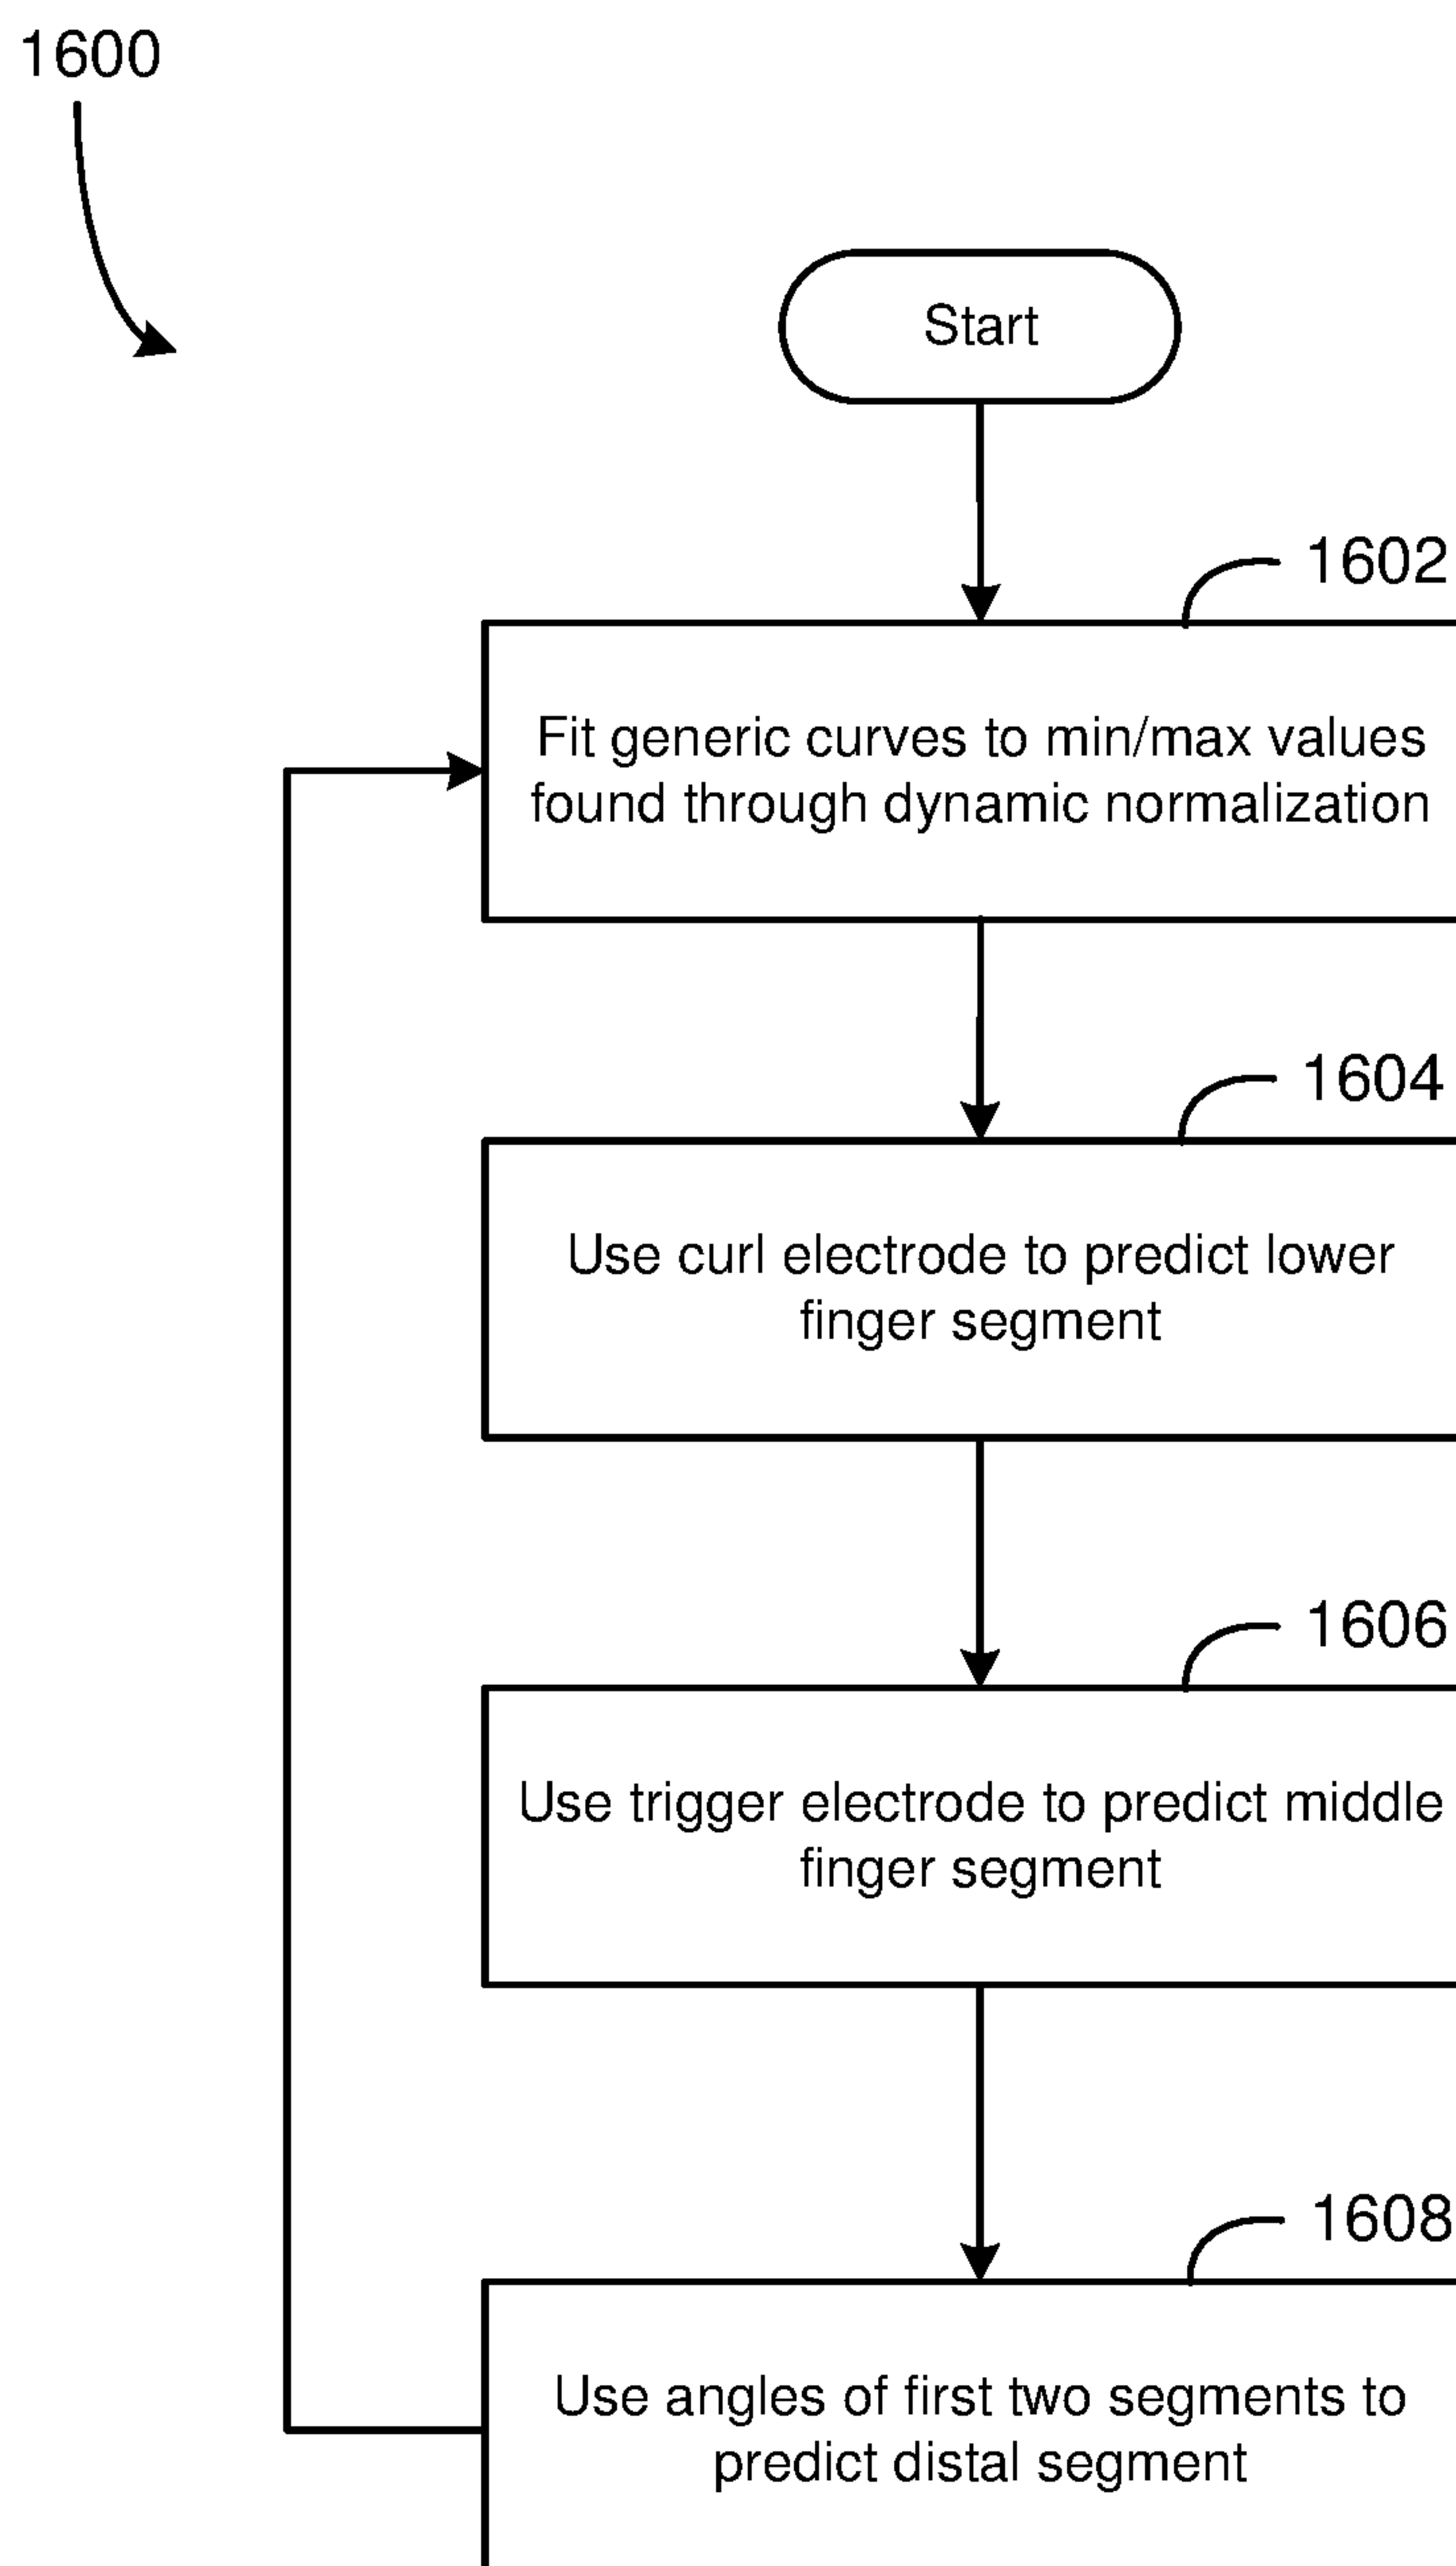 1600
Start
1602
Fit generic curves to min/max values
found through dynamic normalization
1604
Use curl electrode to predict lower
finger segment
1606
Use trigger electrode to predict middle
finger segment
1608
Use angles of first two segments to
predict distal segment